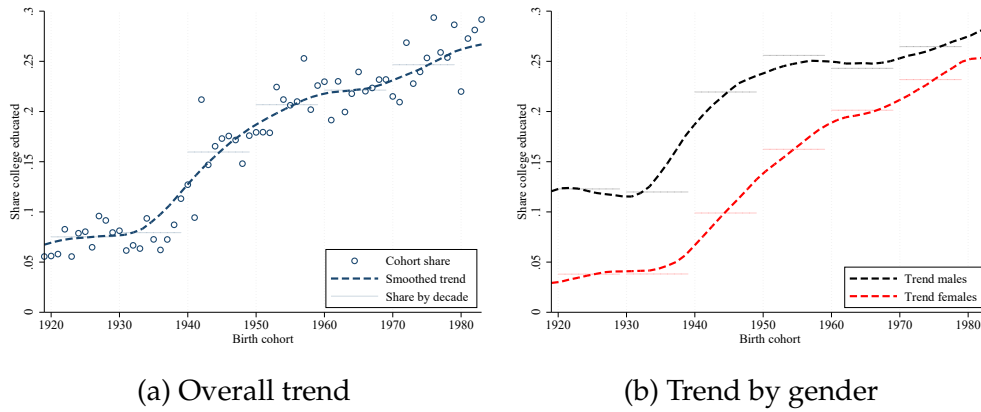 Share college educated
0
.05
.1
.15
.2
.25
.3
Cohort share
Smoothed trend
Share by decade
1920
1930
1940
1950
1960
1970
1980
Birth cohort
(a) Overall trend
Share college educated
0
.05
.1
.15
.2
.25
.3
Trend males
Trend females
1920
1930
1940
1950
1960
1970
1980
Birth cohort
(b) Trend by gender